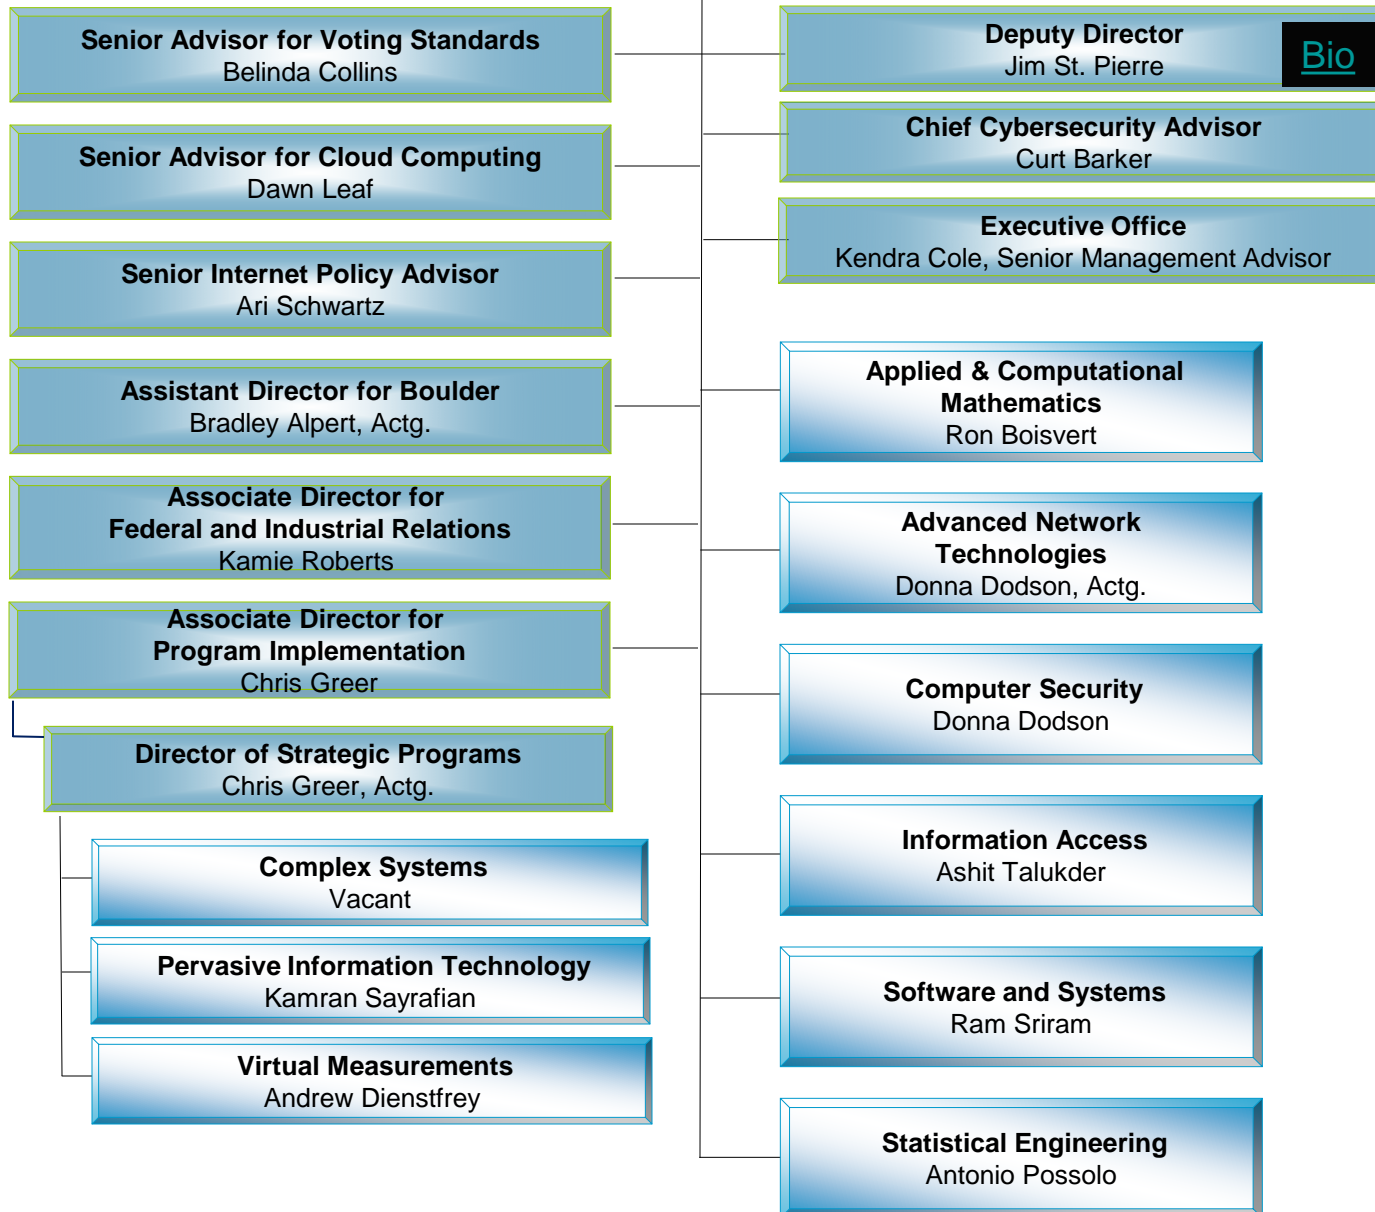 Senior Advisor for Voting Standards
Belinda Collins
Senior Advisor for Cloud Computing
Dawn Leaf
Senior Internet Policy Advisor
Ari Schwartz
Assistant Director for Boulder
Bradley Alpert, Actg.
Associate Director for
Federal and Industrial Relations
Kamie Roberts
Associate Director for
Program Implementation
Chris Greer
Director of Strategic Programs
Chris Greer, Actg.
Complex Systems
Vacant
Pervasive Information Technology
Kamran Sayrafian
Virtual Measurements
Andrew Dienstfrey
Deputy Director
Jim St. Pierre
Bio
Chief Cybersecurity Advisor
Curt Barker
Executive Office
Kendra Cole, Senior Management Advisor
Applied & Computational
Mathematics
Ron Boisvert
Advanced Network
Technologies
Donna Dodson, Actg.
Computer Security
Donna Dodson
Information Access
Ashit Talukder
Software and Systems
Ram Sriram
Statistical Engineering
Antonio Possolo